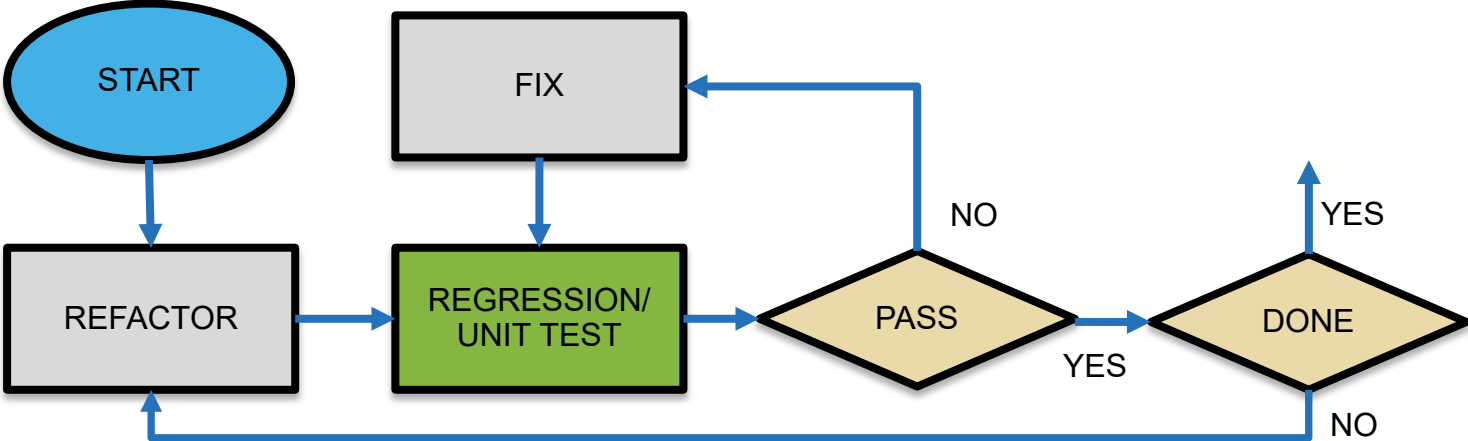 START
FIX
NO
YES
REFACTOR
REGRESSION/
UNIT TEST
PASS
DONE
YES
NO